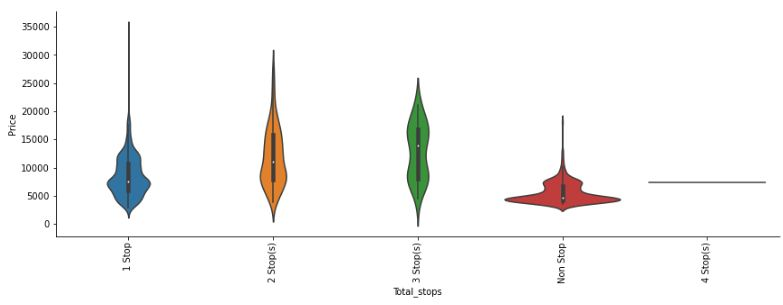 35000
30000
25000
20000
15000
10000
5000
0
Price
1 Stop
2 Stop(s)
3 Stop(s)
Non Stop
4 Stop(s)
Total_stops